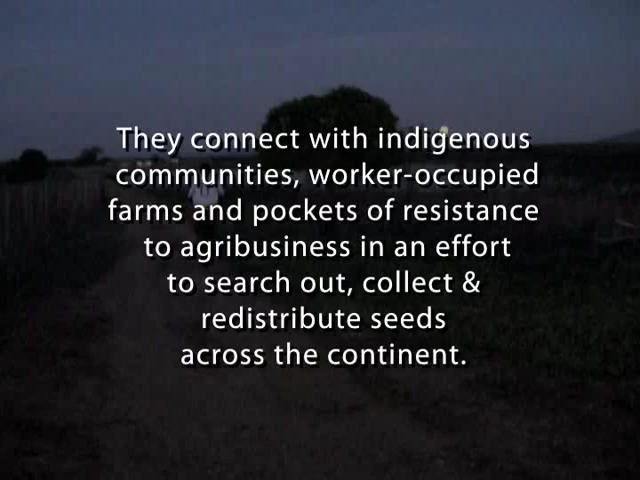 They connect with indigenous
communities, worker-occupied
farms and pockets of resistance
to agribusiness in an effort
to search out, collect &
redistribute seeds
across the continent.